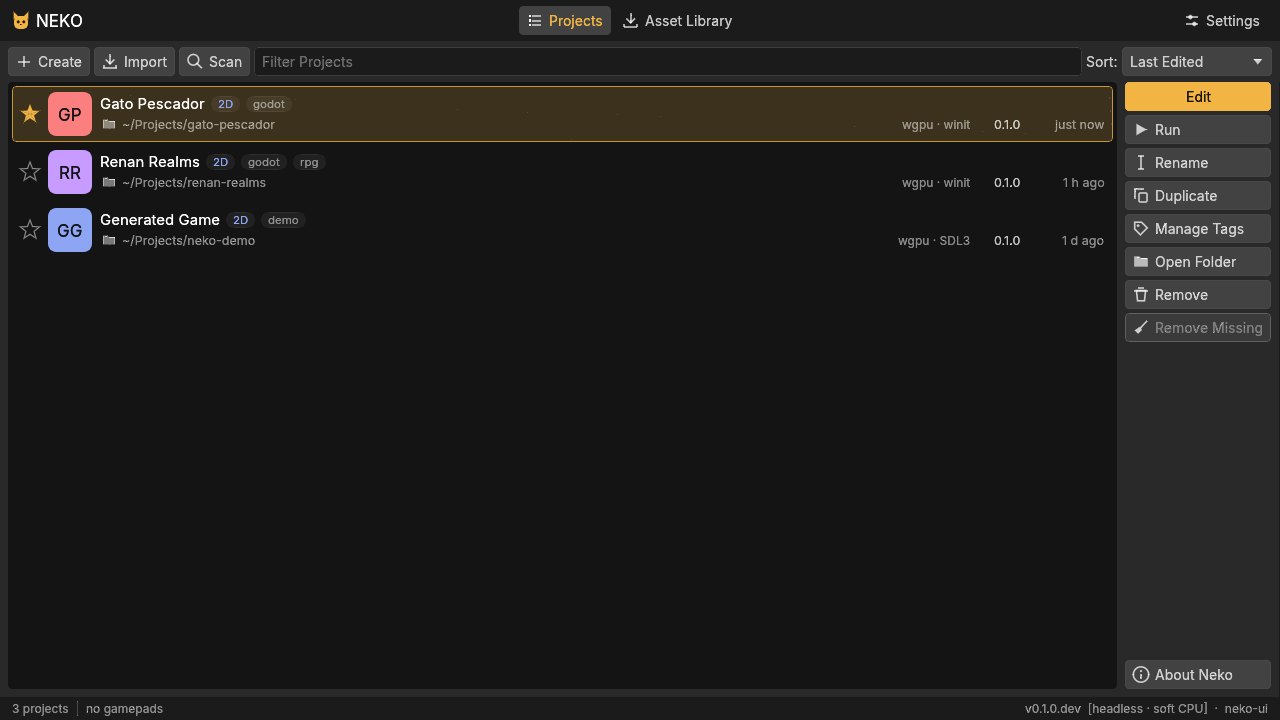 NEKO
Projects
Asset Library
Settings
Create
Import
Scan
Filter Projects
Sort:
Last Edited
GP
Gato Pescador 2D godot
~/Projects/gato-pescador
wgpu · winit 0.1.0 just now
RR
Renan Realms 2D godot rpg
~/Projects/renan-realms
wgpu · winit 0.1.0 1 h ago
GG
Generated Game 2D demo
~/Projects/neko-demo
wgpu · SDL3 0.1.0 1 d ago
Edit
Run
Rename
Duplicate
Manage Tags
Open Folder
Remove
Remove Missing
About Neko
3 projects
no gamepads
v0.1.0.dev [headless · soft CPU] · neko-ui